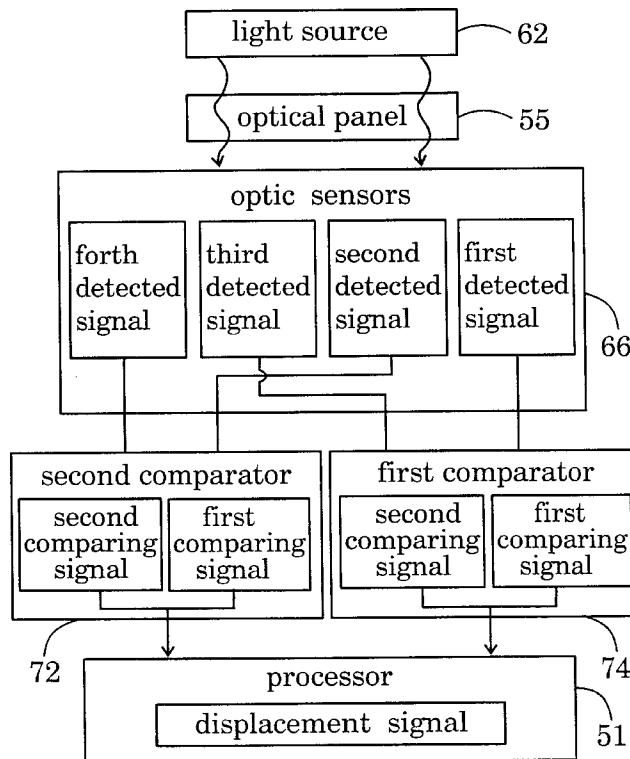 light source
62
optical panel
55
optic sensors
forth
detected
signal
third
detected
signal
second
detected
signal
first
detected
signal
66
second comparator
second
comparing
signal
first
comparing
signal
72
first comparator
second
comparing
signal
first
comparing
signal
74
processor
displacement signal
51